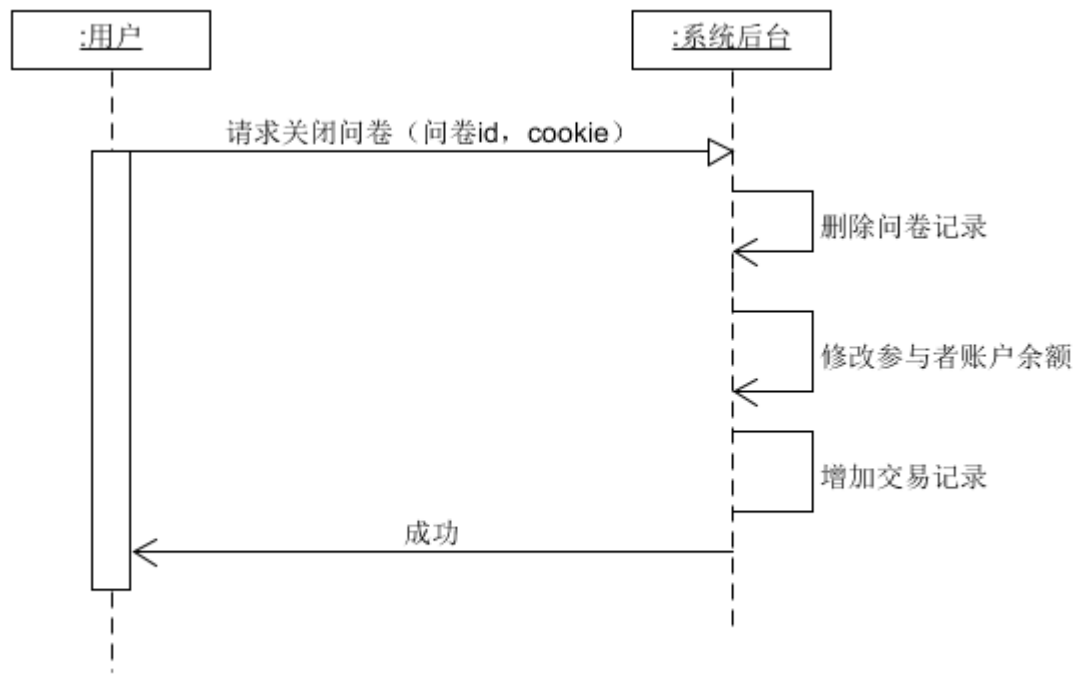 :用户
:系统后台
请求关闭问卷（问卷id，cookie）
删除问卷记录
修改参与者账户余额
增加交易记录
成功